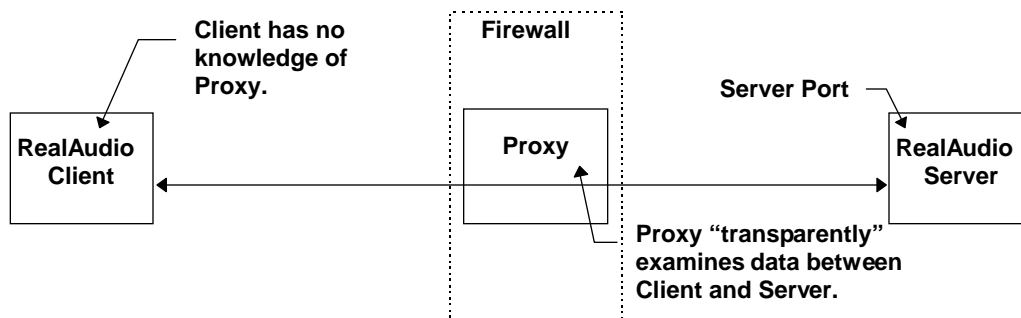 Client has no
knowledge of
Proxy.
Firewall
Server Port
RealAudio
Client
Proxy
RealAudio
Server
Proxy “transparently”
examines data between
Client and Server.